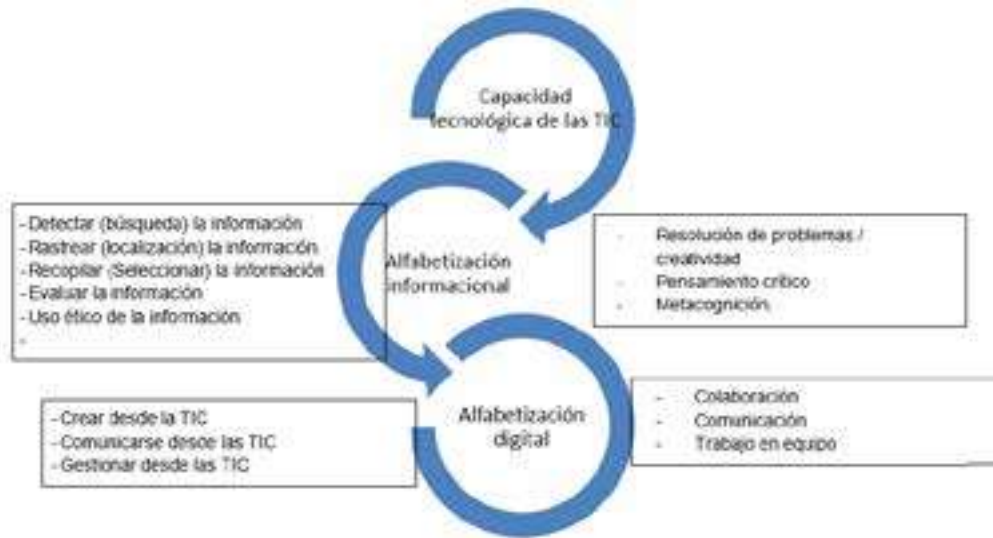 Capacidad
tecnológica de las TIC
- Detectar (búsqueda) la información
- Rastrear (localización) la información
- Recopilar (Seleccionar) la información
- Evaluar la información
- Uso ético de la información
-
Alfabetización
informacional
- Resolución de problemas /
creatividad
- Pensamiento crítico
- Metacognición
- Crear desde la TIC
- Comunicarse desde las TIC
- Gestionar desde las TIC
Alfabetización
digital
- Colaboración
- Comunicación
- Trabajo en equipo